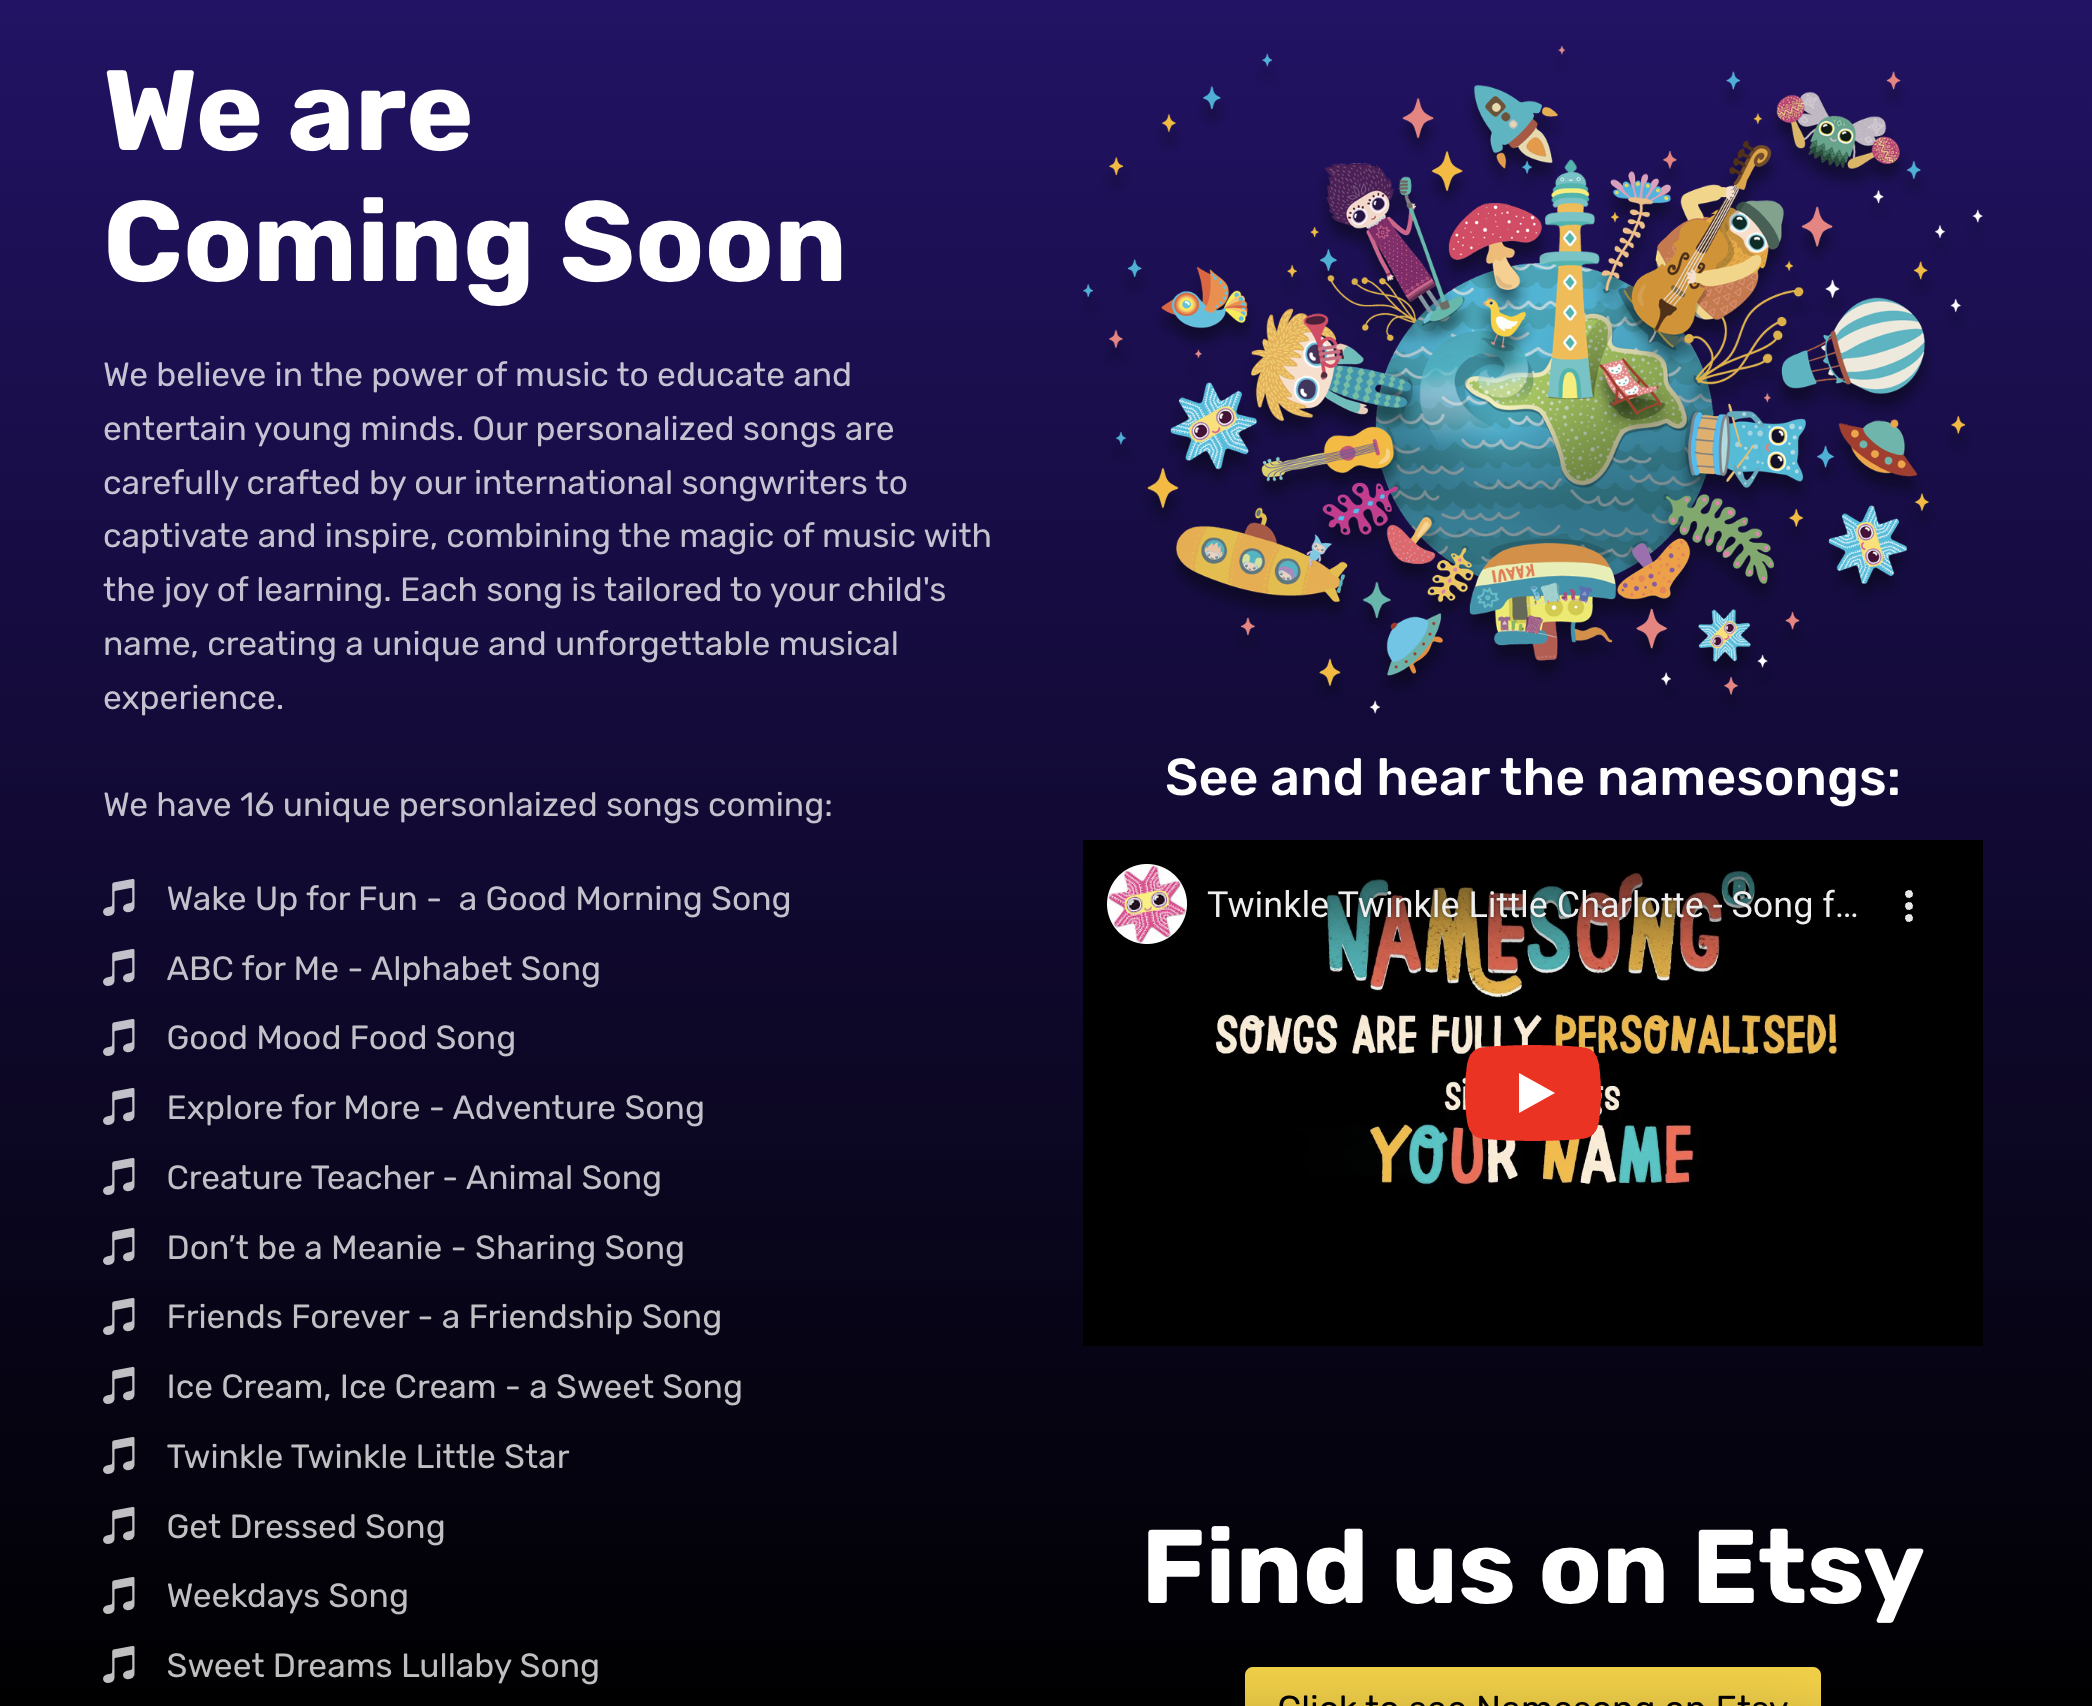 We are
Coming Soon
We believe in the power of music to educate and
entertain young minds. Our personalized songs are
carefully crafted by our international songwriters to
captivate and inspire, combining the magic of music with
the joy of learning. Each song is tailored to your child's
name, creating a unique and unforgettable musical
experience.
We have 16 unique personlaized songs coming:
Wake Up for Fun - a Good Morning Song
ABC for Me - Alphabet Song
Good Mood Food Song
Explore for More - Adventure Song
Creature Teacher - Animal Song
Don’t be a Meanie - Sharing Song
Friends Forever - a Friendship Song
Ice Cream, Ice Cream - a Sweet Song
Twinkle Twinkle Little Star
Get Dressed Song
Weekdays Song
Sweet Dreams Lullaby Song
KAAVI
See and hear the namesongs:
Twinkle Twinkle Little Charlotte - Song f...
NAMESONG®
SONGS ARE FULLY PERSONALISED!
YOUR NAME
Find us on Etsy
Click to see Namesong on Etsy